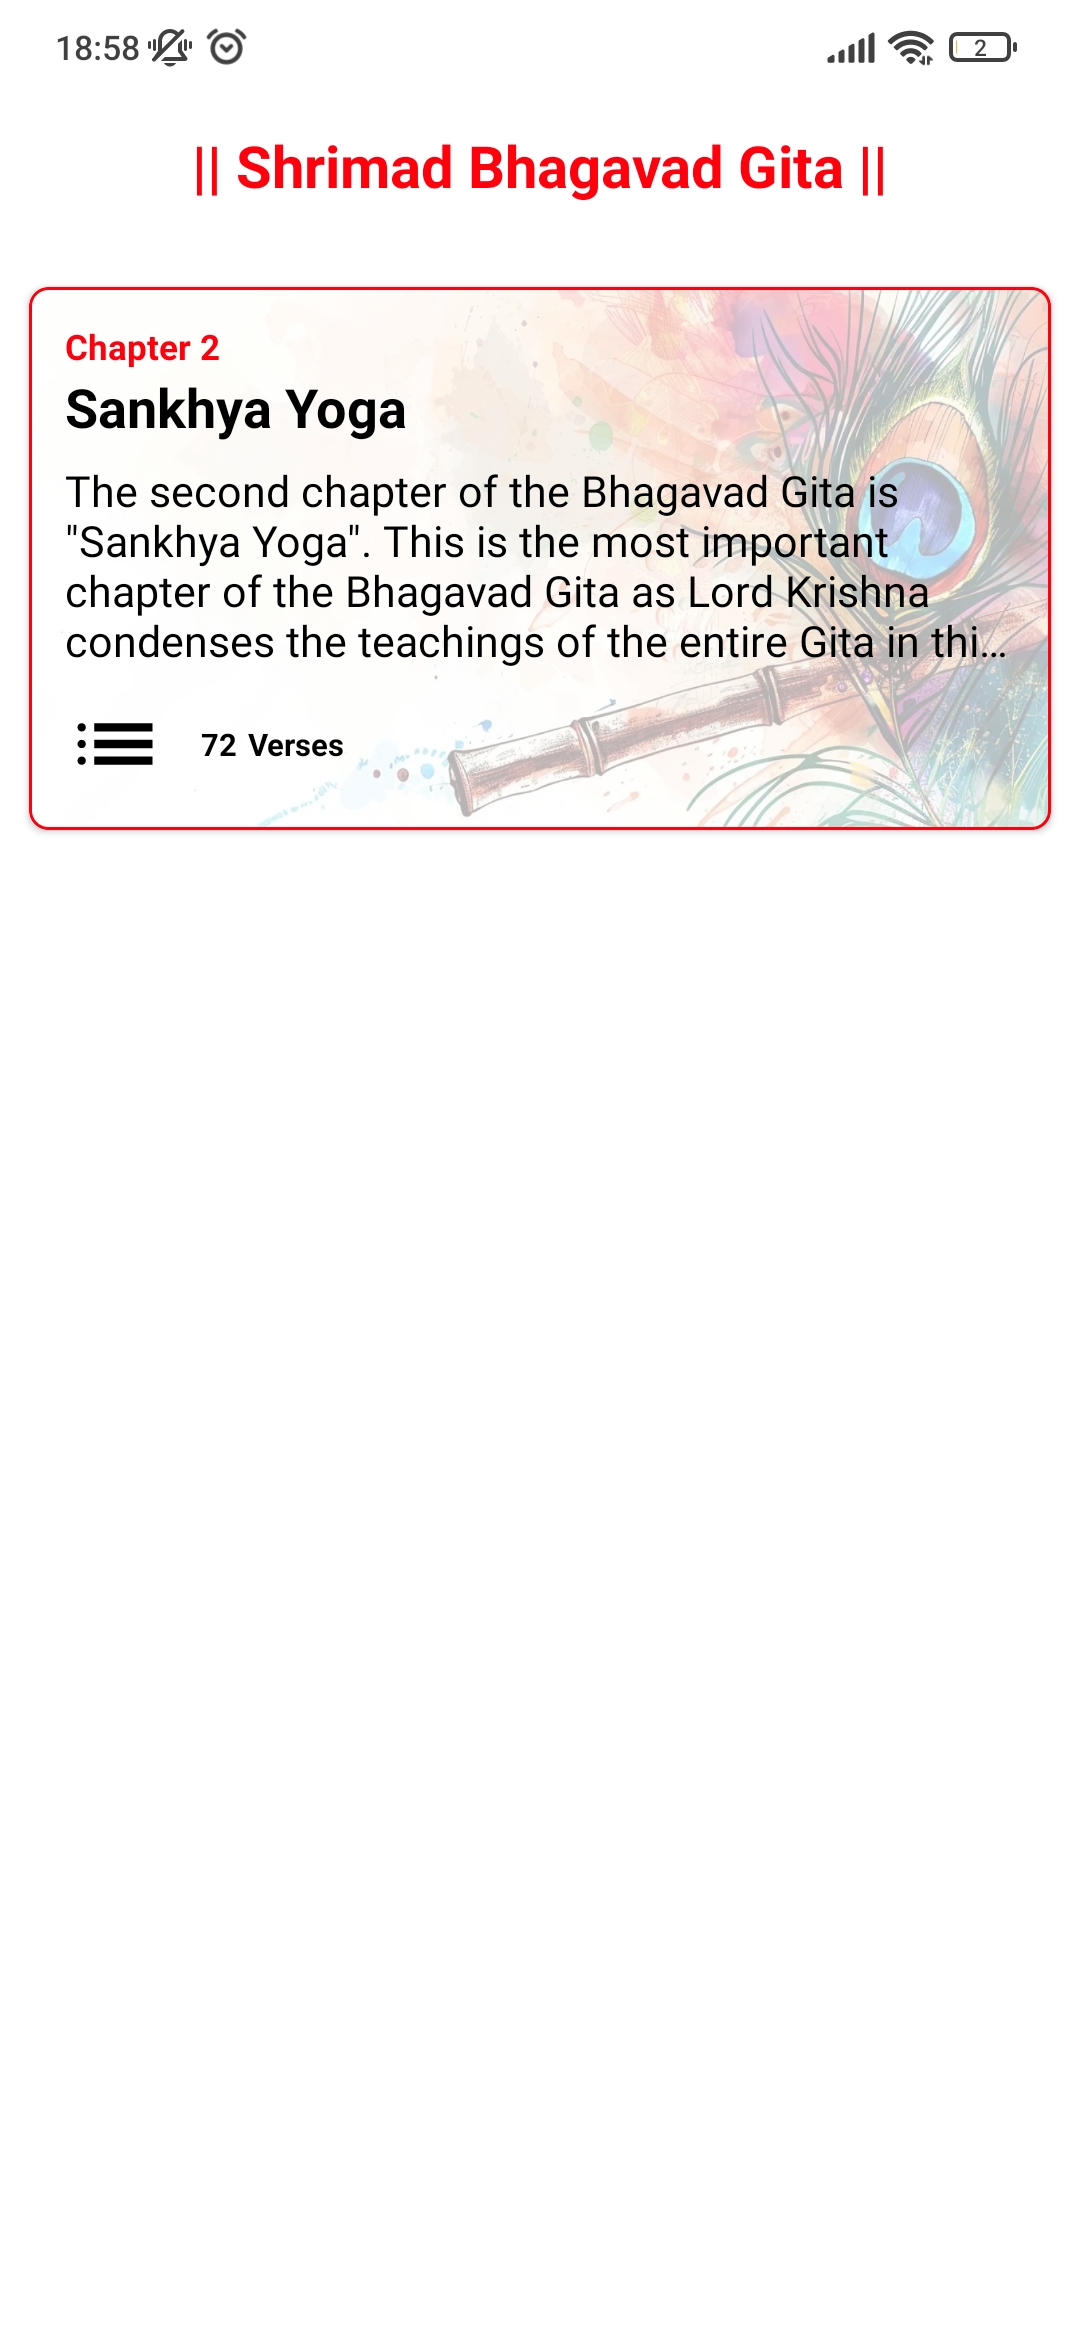 18:58
2
|| Shrimad Bhagavad Gita ||
Chapter 2
Sankhya Yoga
The second chapter of the Bhagavad Gita is
"Sankhya Yoga". This is the most important
chapter of the Bhagavad Gita as Lord Krishna
condenses the teachings of the entire Gita in thi...
72 Verses